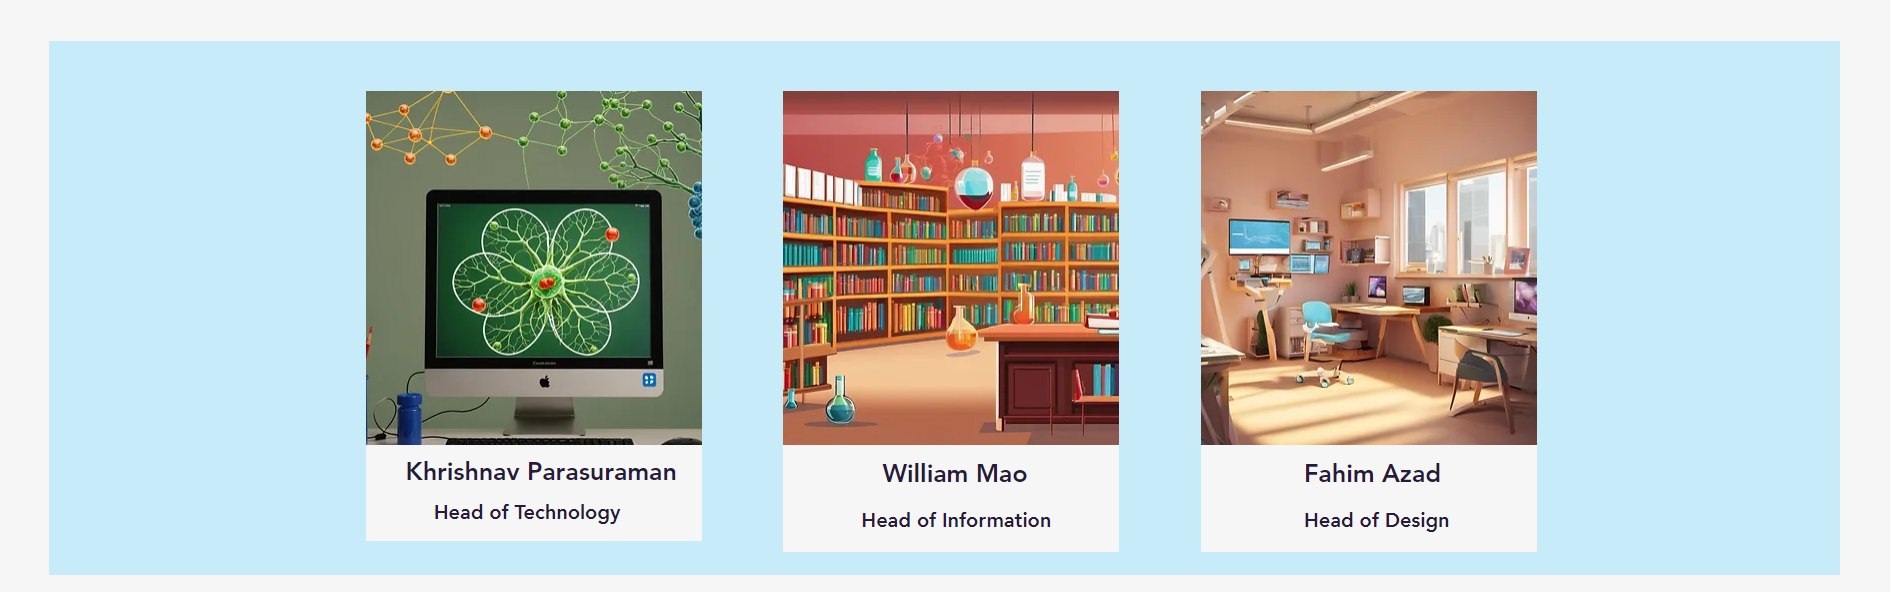 Khrishnav Parasuraman
Head of Technology
William Mao
Head of Information
Fahim Azad
Head of Design